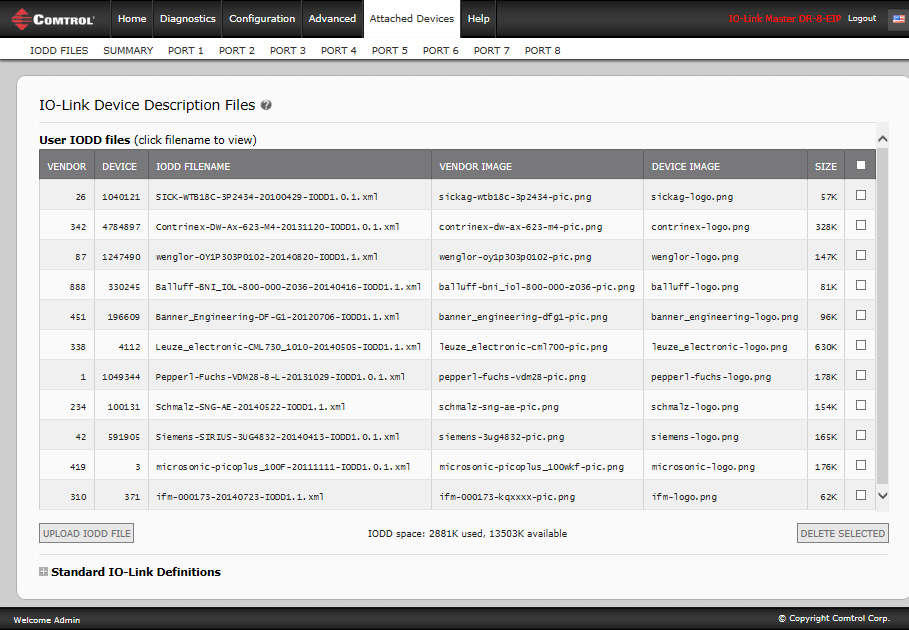 COMTROL Home Diagnostics Configuration Advanced Attached Devices Help IO-Link Master DR-8-EIP Logout
IODD FILES SUMMARY PORT 1 PORT 2 PORT 3 PORT 4 PORT 5 PORT 6 PORT 7 PORT 8
IO-Link Device Description Files ?
User IODD files (click filename to view)
VENDOR DEVICE IODD FILENAME VENDOR IMAGE DEVICE IMAGE SIZE
26 1040121 SICK-WTB18C-3P2434-20100429-IODD1.0.1.xml sickag-wtb18c-3p2434-pic.png sickag-logo.png 57K
342 4784897 Contrinex-DW-Ax-623-M4-20131120-IODD1.0.1.xml contrinex-dw-ax-623-m4-pic.png contrinex-logo.png 328K
87 1247490 wenglor-OY1P303P0102-20140820-IODD1.1.xml wenglor-oy1p303p0102-pic.png wenglor-logo.png 147K
888 330245 Balluff-BNI_IOL-800-000-Z036-20140416-IODD1.1.xml balluff-bni_iol-800-000-z036-pic.png balluff-logo.png 81K
451 196609 Banner_Engineering-DF-G1-20120706-IODD1.1.xml banner_engineering-dfg1-pic.png banner_engineering-logo.png 96K
338 4112 Leuze_electronic-CML730_1010-20140505-IODD1.1.xml leuze_electronic-cml700-pic.png leuze_electronic-logo.png 630K
1 1049344 Pepperl-Fuchs-VDM28-8-L-20131029-IODD1.0.1.xml pepperl-fuchs-vdm28-pic.png pepperl-fuchs-logo.png 178K
234 100131 Schmalz-SNG-AE-20140522-IODD1.1.xml schmalz-sng-ae-pic.png schmalz-logo.png 154K
42 591905 Siemens-SIRIUS-3UG4832-20140413-IODD1.0.1.xml siemens-3ug4832-pic.png siemens-logo.png 165K
419 3 microsonic-picoplus_100F-20111111-IODD1.0.1.xml microsonic-picoplus_100wkf-pic.png microsonic-logo.png 176K
310 371 ifm-000173-20140723-IODD1.1.xml ifm-000173-kqxxxx-pic.png ifm-logo.png 62K
UPLOAD IODD FILE IODD space: 2881K used, 13503K available DELETE SELECTED
Standard IO-Link Definitions
Welcome Admin © Copyright Comtrol Corp.